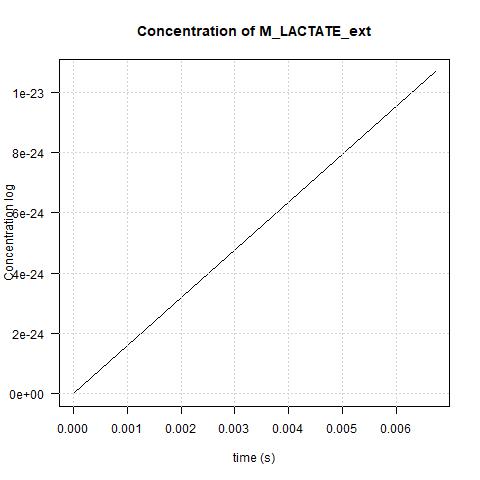 Concentration of M_LACTATE_ext
Concentration log
1e-23
8e-24
6e-24
4e-24
2e-24
0e+00
0.000 0.001 0.002 0.003 0.004 0.005 0.006
time (s)